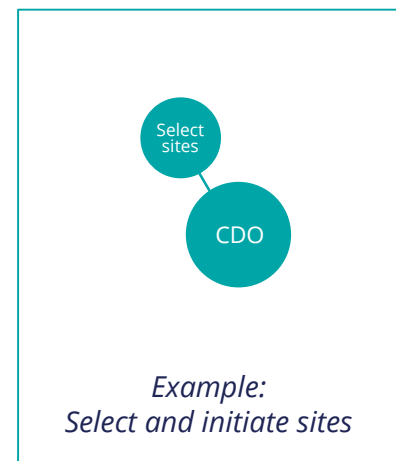 Select
sites
CDO
Example:
Select and initiate sites